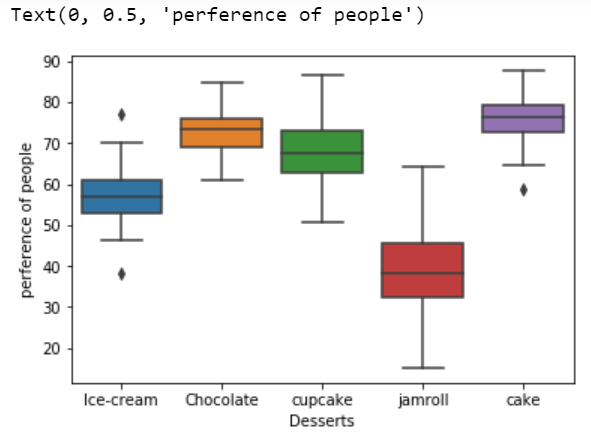 Text(0, 0.5, 'perference of people')
90
80
70
60
50
40
30
20
perference of people
Ice-cream Chocolate cupcake jamroll cake
Desserts